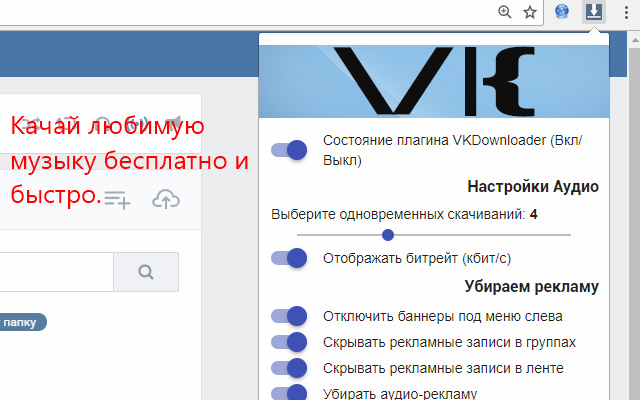 VK
Качай любимую
музыку бесплатно и
быстро.
папку
Состояние плагина VKDownloader (Вкл/
Выкл)
Настройки Аудио
Выберите одновременных скачиваний: 4
Отображать битрейт (кбит/с)
Убираем рекламу
Отключить баннеры под меню слева
Скрывать рекламные записи в группах
Скрывать рекламные записи в ленте
Убирать аудио-рекламу